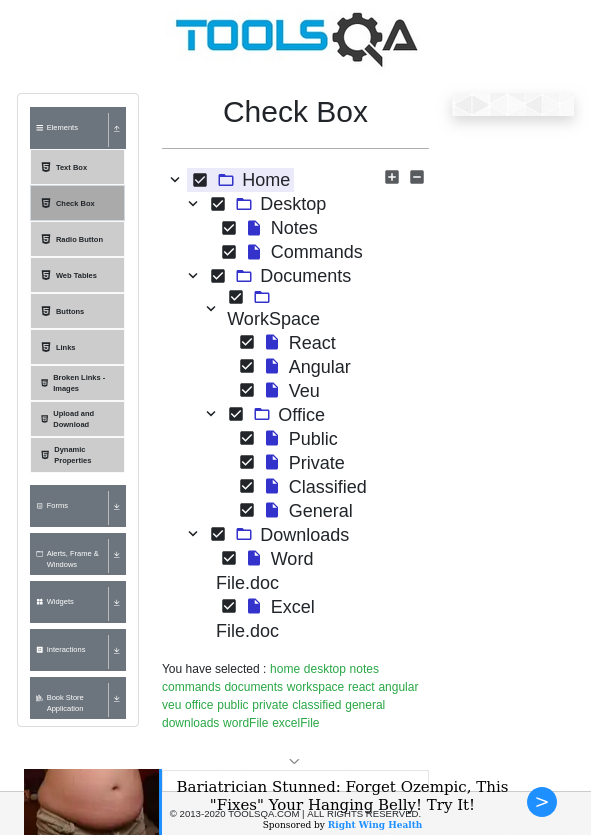 TOOLSQA
Elements
Text Box
Check Box
Radio Button
Web Tables
Buttons
Links
Broken Links -
Images
Upload and
Download
Dynamic
Properties
Forms
Alerts, Frame &
Windows
Widgets
Interactions
Book Store
Application
Check Box
Home
Desktop
Notes
Commands
Documents
WorkSpace
React
Angular
Veu
Office
Public
Private
Classified
General
Downloads
Word
File.doc
Excel
File.doc
You have selected : home desktop notes
commands documents workspace react angular
veu office public private classified general
downloads wordFile excelFile
Bariatrician Stunned: Forget Ozempic, This
"Fixes" Your Hanging Belly! Try It!
© 2013-2020 TOOLSQA.COM | ALL RIGHTS RESERVED.
Sponsored by Right Wing Health